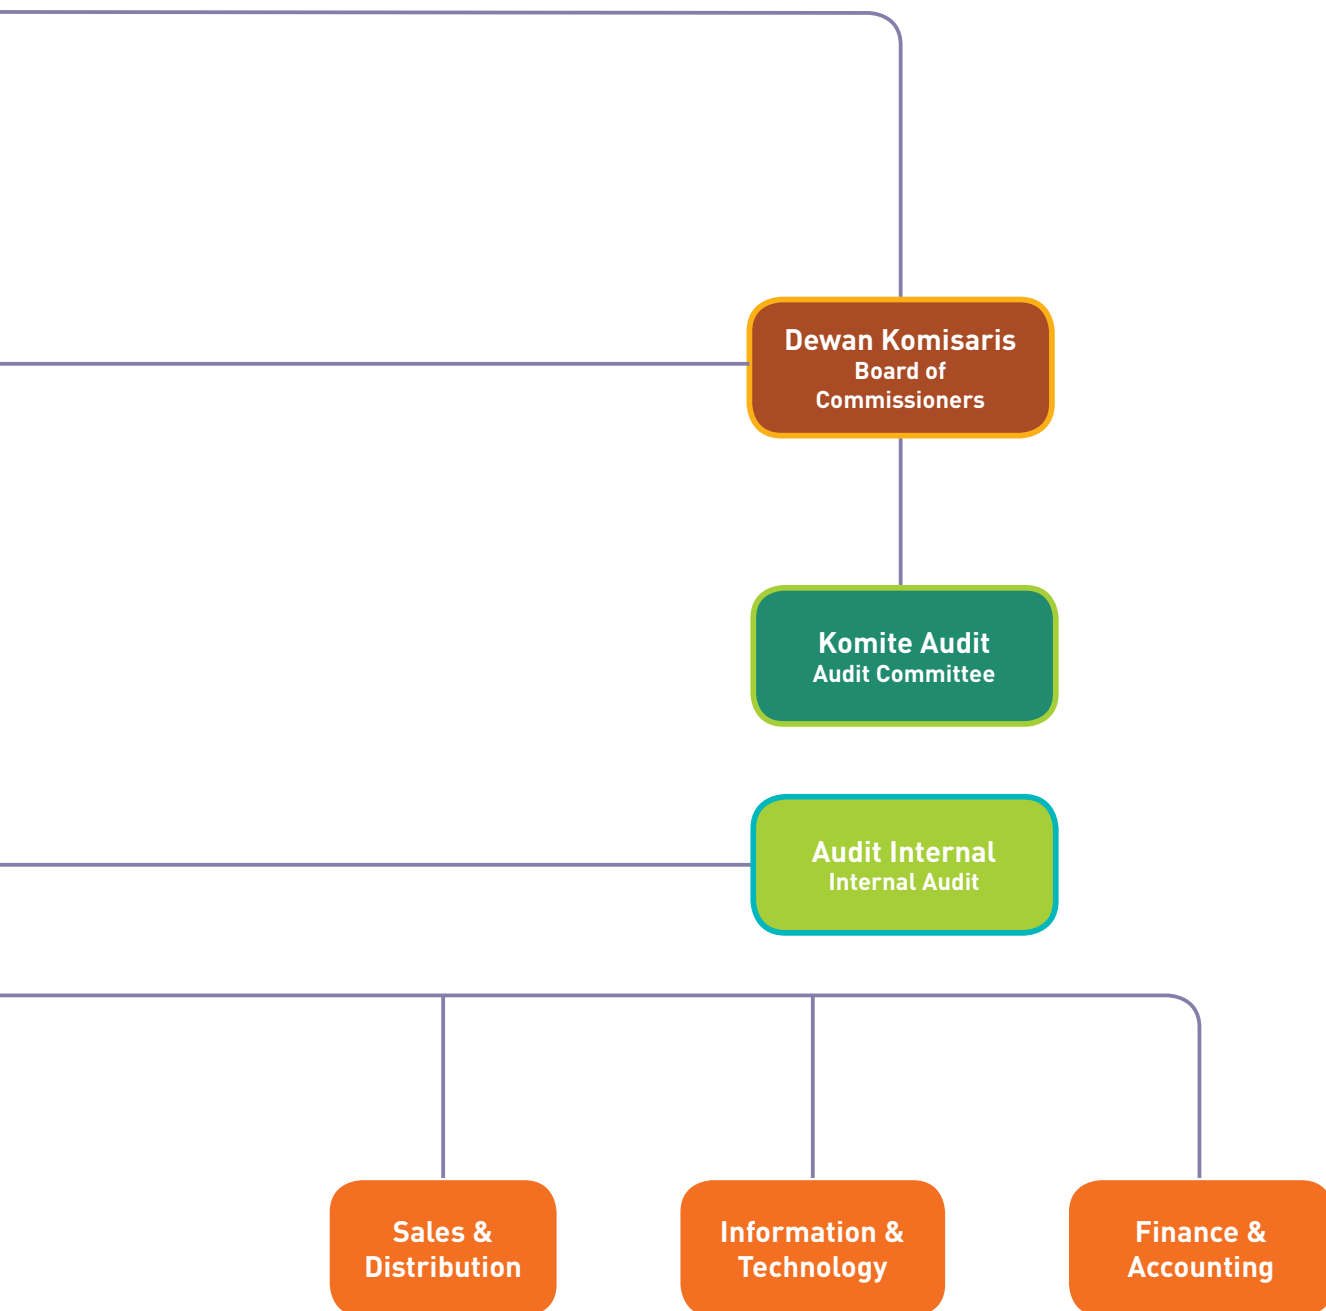 Dewan Komisaris
Board of
Commissioners
Komite Audit
Audit Committee
Audit Internal
Internal Audit
Sales &
Distribution
Information &
Technology
Finance &
Accounting